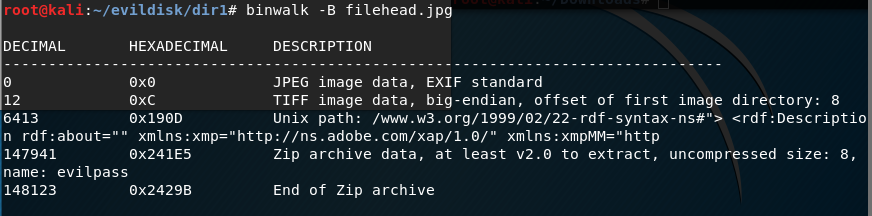 root@kali:~/evildisk/dir1# binwalk -B filehead.jpg
DECIMAL HEXADECIMAL DESCRIPTION
--------------------------------------------------------------------------------
0 0x0 JPEG image data, EXIF standard
12 0xC TIFF image data, big-endian, offset of first image directory: 8
6413 0x190D Unix path: /www.w3.org/1999/02/22-rdf-syntax-ns#"> <rdf:Descriptio
n rdf:about="" xmlns:xmp="http://ns.adobe.com/xap/1.0/" xmlns:xmpMM="http
147941 0x241E5 Zip archive data, at least v2.0 to extract, uncompressed size: 8,
name: evilpass
148123 0x2429B End of Zip archive